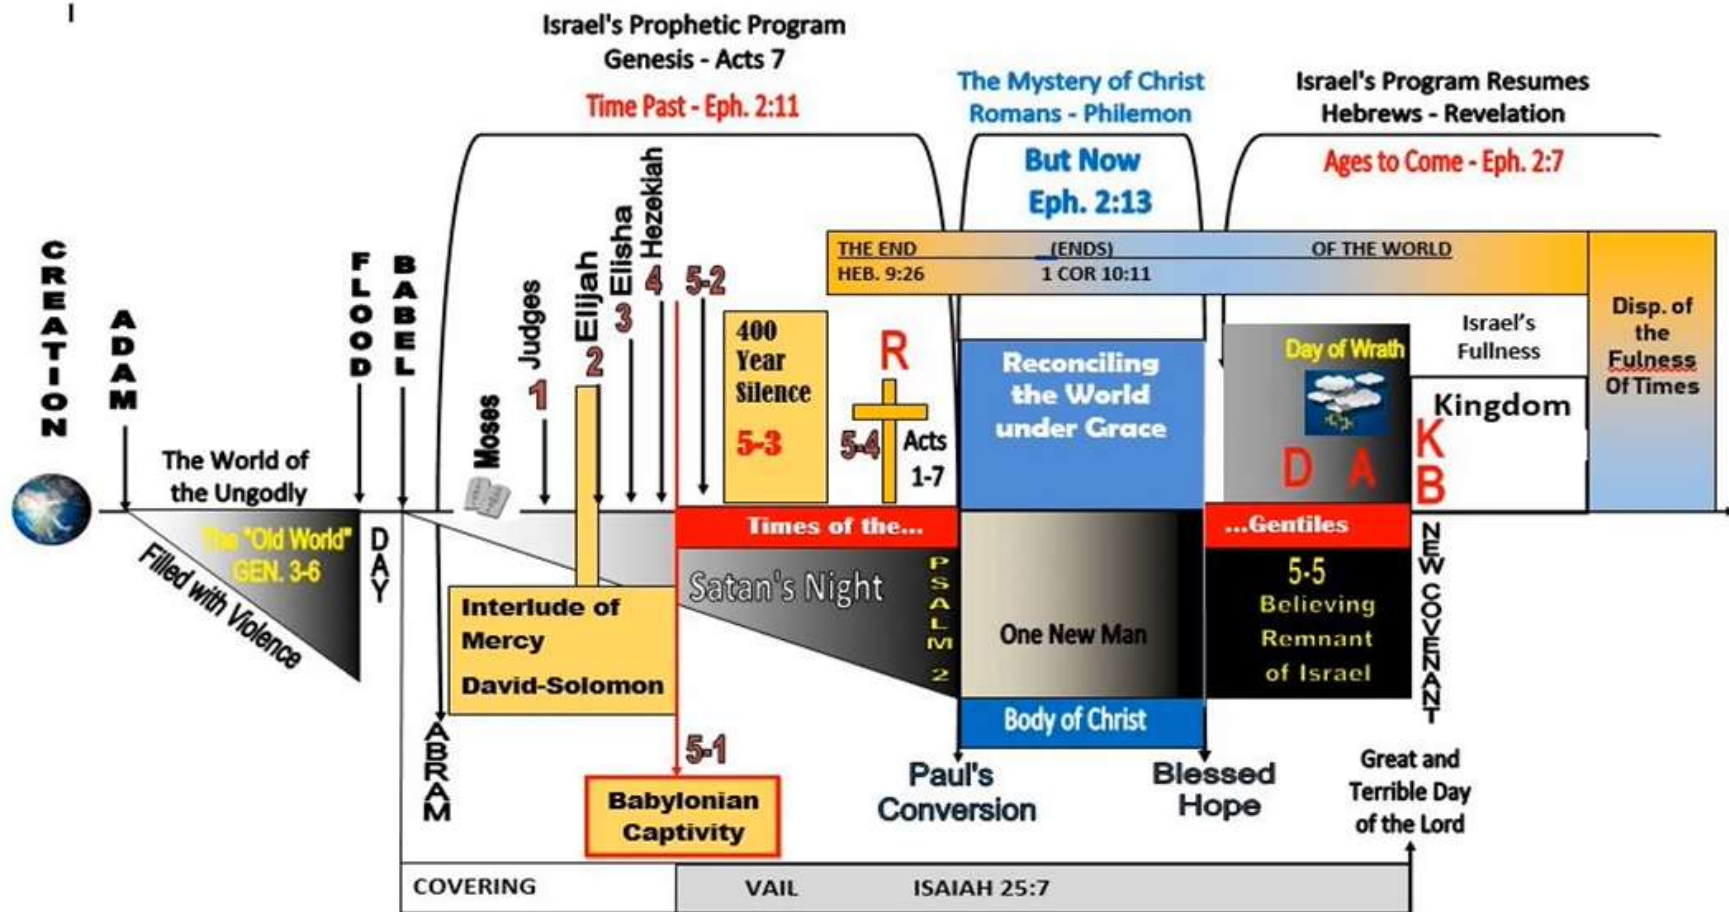 I
Israel's Prophetic Program
Genesis - Acts 7
Time Past - Eph. 2:11
The Mystery of Christ
Romans - Philemon
But Now
Eph. 2:13
Israel's Program Resumes
Hebrews - Revelation
Ages to Come - Eph. 2:7
CREATION
ADAM
FLOOD
BABEL
Moses
Judges
1
Elijah
2
Elisha
3
Hezekiah
4
5-2
THE END (ENDS) OF THE WORLD
HEB. 9:26 1 COR 10:11
400
Year
Silence
5-3
R
5-4
Acts
1-7
Reconciling
the World
under Grace
Day of Wrath
D A
Israel's
Fullness
Kingdom
K
B
Disp. of
the
Fulness
Of Times
The World of
the Ungodly
The "Old World"
GEN. 3-6
Filled with Violence
DAY
Times of the...
...Gentiles
Satan's Night
PSALM 2
One New Man
Body of Christ
5-5
Believing
Remnant
of Israel
NEW COVENANT
Interlude of
Mercy
David-Solomon
ABRAM
5-1
Babylonian
Captivity
Paul's
Conversion
Blessed
Hope
Great and
Terrible Day
of the Lord
COVERING VAIL ISAIAH 25:7